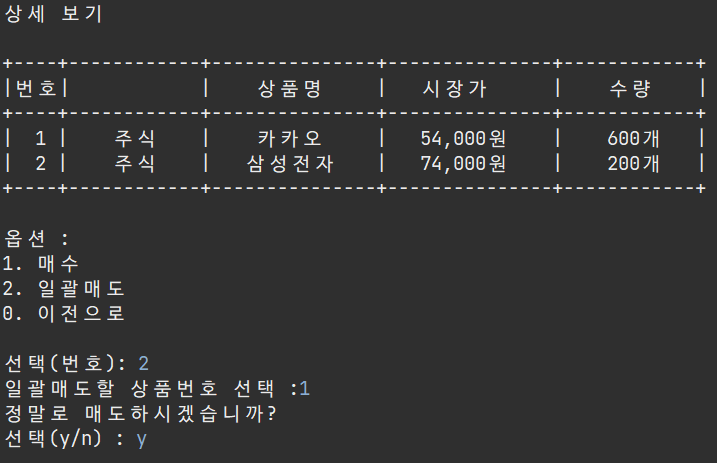 상세 보기
+----+------------+---------------+---------------+------------+
|번호|            |    상품명     |   시장가      |    수량    |
+----+------------+---------------+---------------+------------+
|  1 |    주식    |    카카오     |   54,000원    |   600개    |
|  2 |    주식    |   삼성전자    |   74,000원    |   200개    |
+----+------------+---------------+---------------+------------+
옵션 :
1. 매수
2. 일괄매도
0. 이전으로
선택(번호): 2
일괄매도할 상품번호 선택 :1
정말로 매도하시겠습니까?
선택(y/n) : y